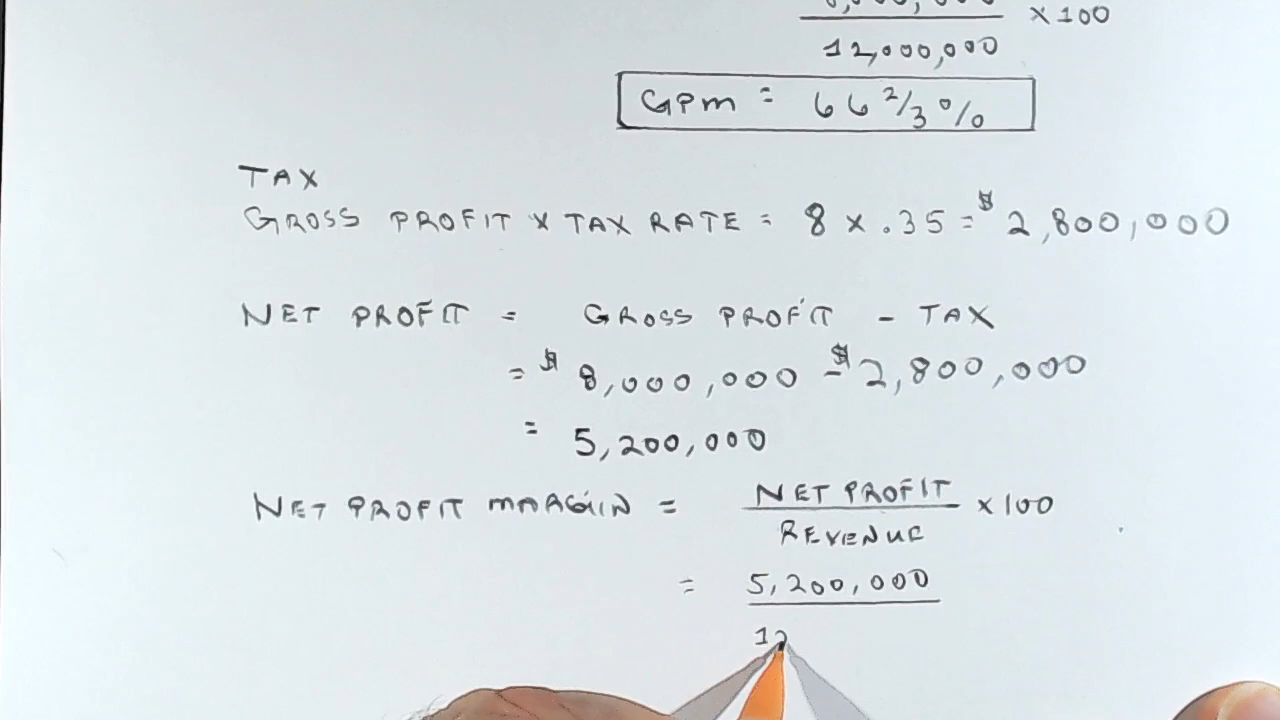 × 100
12,000,000
GPM = 66 2/3 %
TAX
GROSS PROFIT × TAX RATE = 8 × .35 = $ 2,800,000
NET PROFIT = GROSS PROFIT - TAX
= $ 8,000,000 - $ 2,800,000
= 5,200,000
NET PROFIT MARGIN = NET PROFIT × 100
REVENUE
= 5,200,000
12